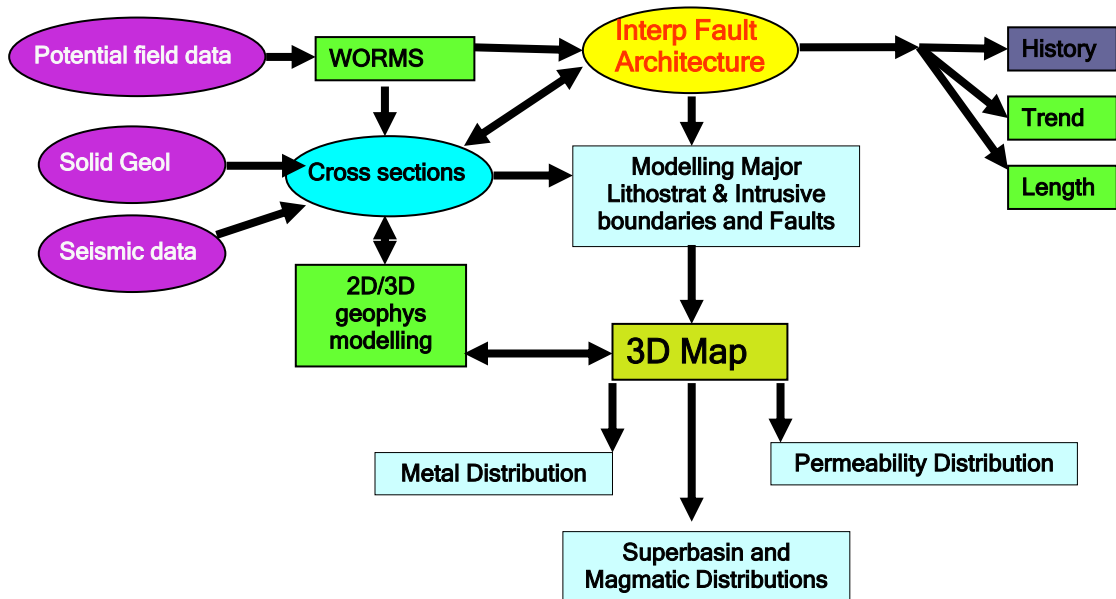 Potential field data
WORMS
Interp Fault
Architecture
History
Trend
Length
Solid Geol
Cross sections
Seismic data
Modelling Major
Lithostrat & Intrusive
boundaries and Faults
2D/3D
geophys
modelling
3D Map
Metal Distribution
Permeability Distribution
Superbasin and
Magmatic Distributions